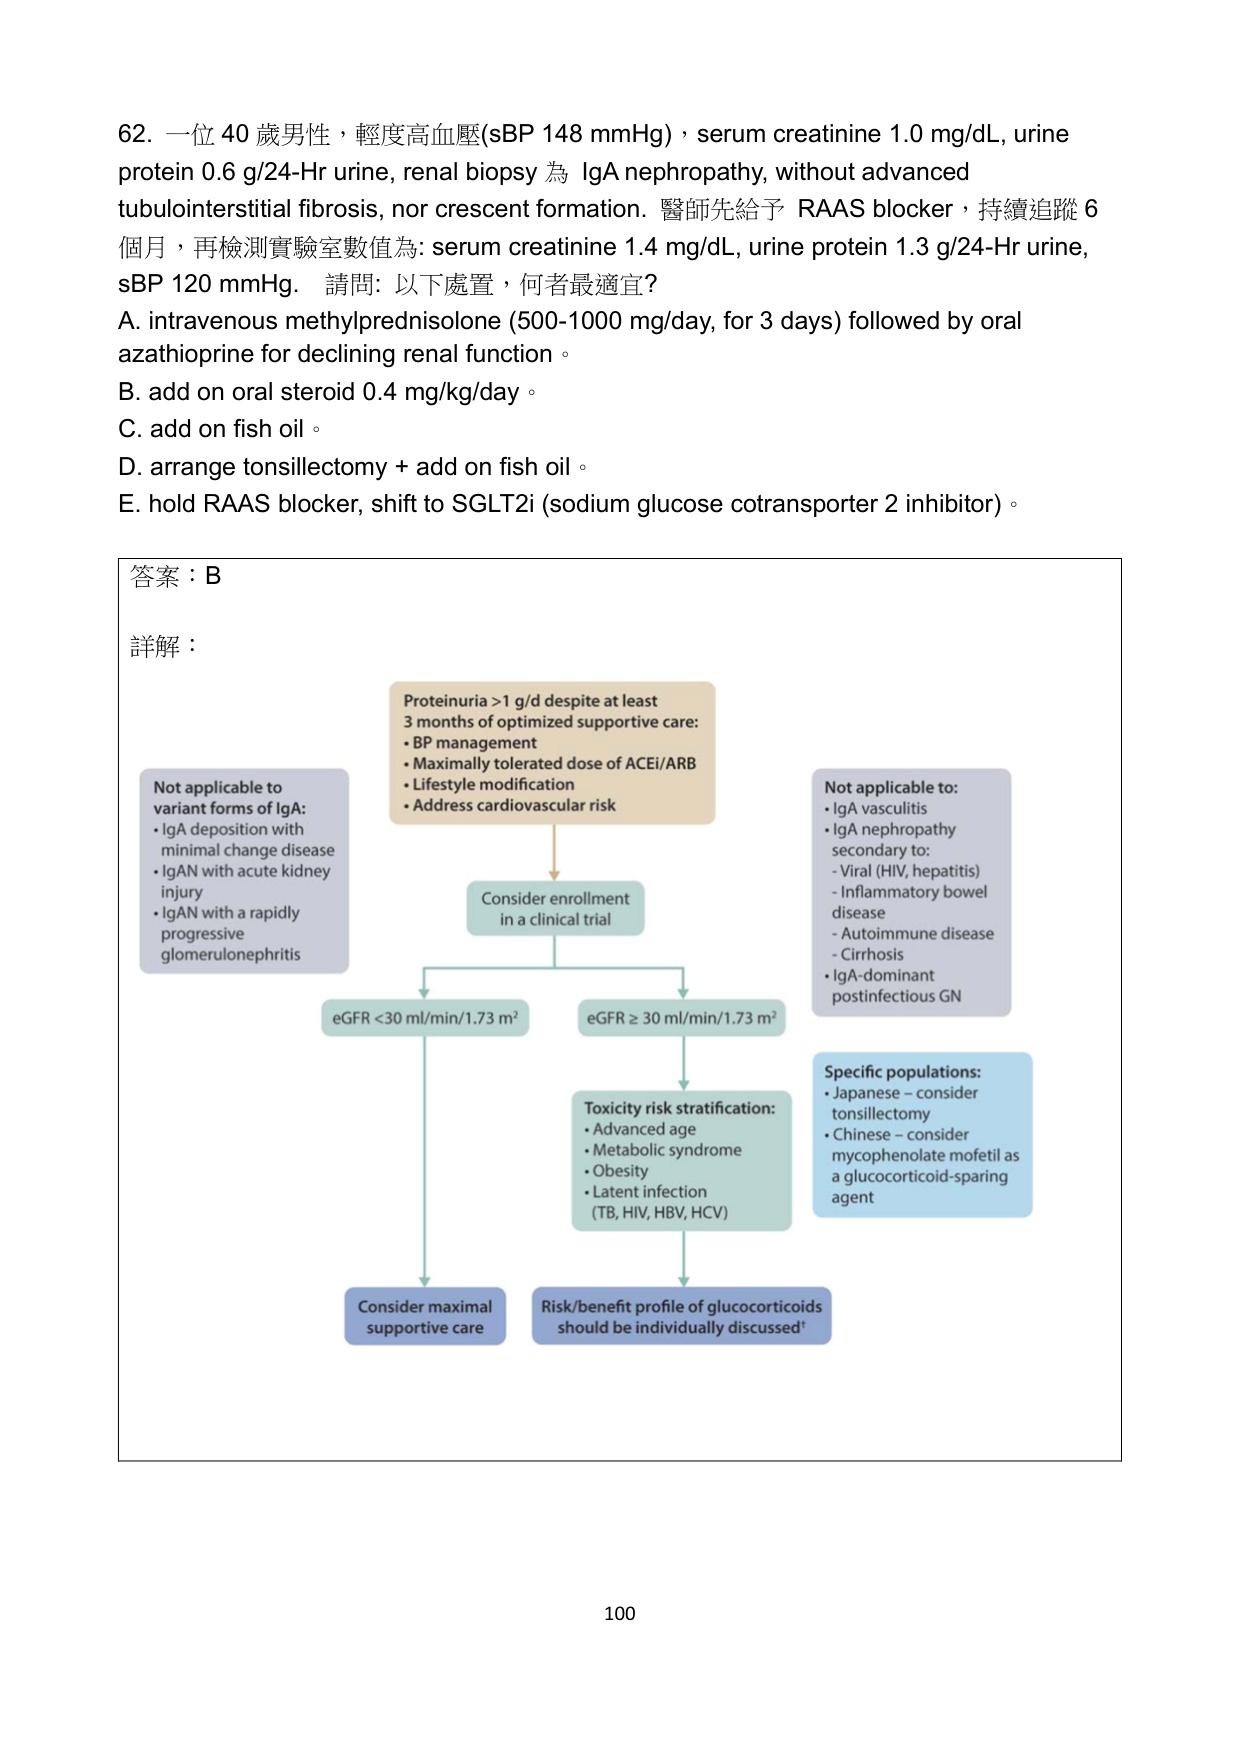 62. 一位 40 歲男性，輕度高血壓(sBP 148 mmHg)，serum creatinine 1.0 mg/dL, urine
protein 0.6 g/24-Hr urine, renal biopsy 為 IgA nephropathy, without advanced
tubulointerstitial fibrosis, nor crescent formation. 醫師先給予 RAAS blocker，持續追蹤 6
個月，再檢測實驗室數值為: serum creatinine 1.4 mg/dL, urine protein 1.3 g/24-Hr urine,
sBP 120 mmHg. 請問: 以下處置，何者最適宜?
A. intravenous methylprednisolone (500-1000 mg/day, for 3 days) followed by oral
azathioprine for declining renal function。
B. add on oral steroid 0.4 mg/kg/day。
C. add on fish oil。
D. arrange tonsillectomy + add on fish oil。
E. hold RAAS blocker, shift to SGLT2i (sodium glucose cotransporter 2 inhibitor)。
答案：B
詳解：
Proteinuria >1 g/d despite at least
3 months of optimized supportive care:
• BP management
• Maximally tolerated dose of ACEi/ARB
• Lifestyle modification
• Address cardiovascular risk
Not applicable to
variant forms of IgA:
• IgA deposition with
minimal change disease
• IgAN with acute kidney
injury
• IgAN with a rapidly
progressive
glomerulonephritis
Not applicable to:
• IgA vasculitis
• IgA nephropathy
secondary to:
- Viral (HIV, hepatitis)
- Inflammatory bowel
disease
- Autoimmune disease
- Cirrhosis
• IgA-dominant
postinfectious GN
Consider enrollment
in a clinical trial
eGFR <30 ml/min/1.73 m²
eGFR ≥ 30 ml/min/1.73 m²
Specific populations:
• Japanese – consider
tonsillectomy
• Chinese – consider
mycophenolate mofetil as
a glucocorticoid-sparing
agent
Toxicity risk stratification:
• Advanced age
• Metabolic syndrome
• Obesity
• Latent infection
(TB, HIV, HBV, HCV)
Consider maximal
supportive care
Risk/benefit profile of glucocorticoids
should be individually discussed†
100